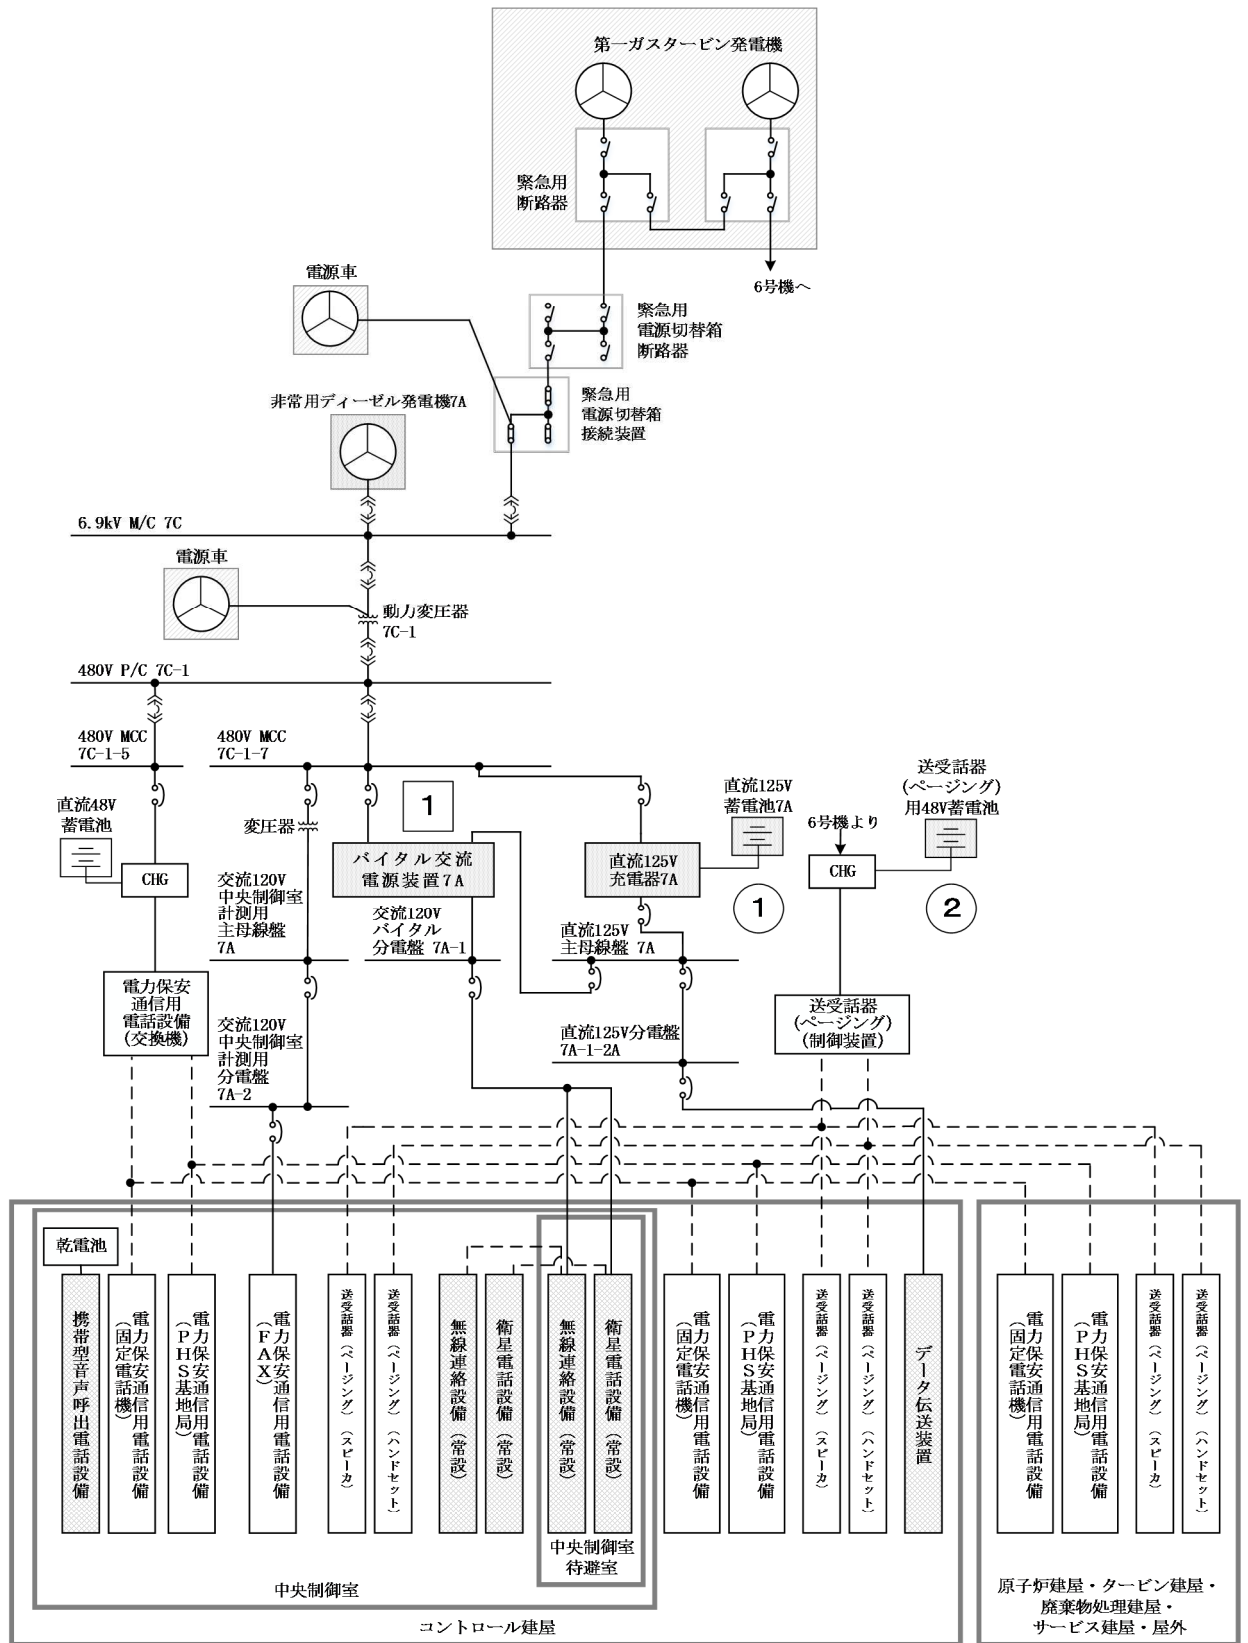 第一ガスタービン発電機
緊急用
断路器
6号機へ
電源車
緊急用
電源切替箱
断路器
非常用ディーゼル発電機7A
緊急用
電源切替箱
接続装置
6.9kV M/C 7C
電源車
動力変圧器
7C-1
480V P/C 7C-1
480V MCC
7C-1-5
480V MCC
7C-1-7
直流48V
蓄電池
CHG
変圧器
1
バイタル交流
電源装置7A
直流125V
充電器7A
直流125V
蓄電池7A
1
6号機より
CHG
送受話器
(ページング)
用48V蓄電池
2
交流120V
中央制御室
計測用
主母線盤
7A
交流120V
バイタル
分電盤 7A-1
直流125V
主母線盤 7A
電力保安
通信用
電話設備
(交換機)
交流120V
中央制御室
計測用
分電盤
7A-2
直流125V分電盤
7A-1-2A
送受話器
(ページング)
(制御装置)
乾電池
携帯型音声呼出電話設備
電力保安通信用電話設備
(固定電話機)
電力保安通信用電話設備
(PHS基地局)
電力保安通信用電話設備
(FAX)
送受話器(ページング)(スピーカ)
送受話器(ページング)(ハンドセット)
無線連絡設備(常設)
衛星電話設備(常設)
無線連絡設備(常設)
衛星電話設備(常設)
電力保安通信用電話設備
(固定電話機)
電力保安通信用電話設備
(PHS基地局)
送受話器(ページング)(スピーカ)
送受話器(ページング)(ハンドセット)
データ伝送装置
電力保安通信用電話設備
(固定電話機)
電力保安通信用電話設備
(PHS基地局)
送受話器(ページング)(スピーカ)
送受話器(ページング)(ハンドセット)
中央制御室
待避室
中央制御室
コントロール建屋
原子炉建屋・タービン建屋・
廃棄物処理建屋・
サービス建屋・屋外